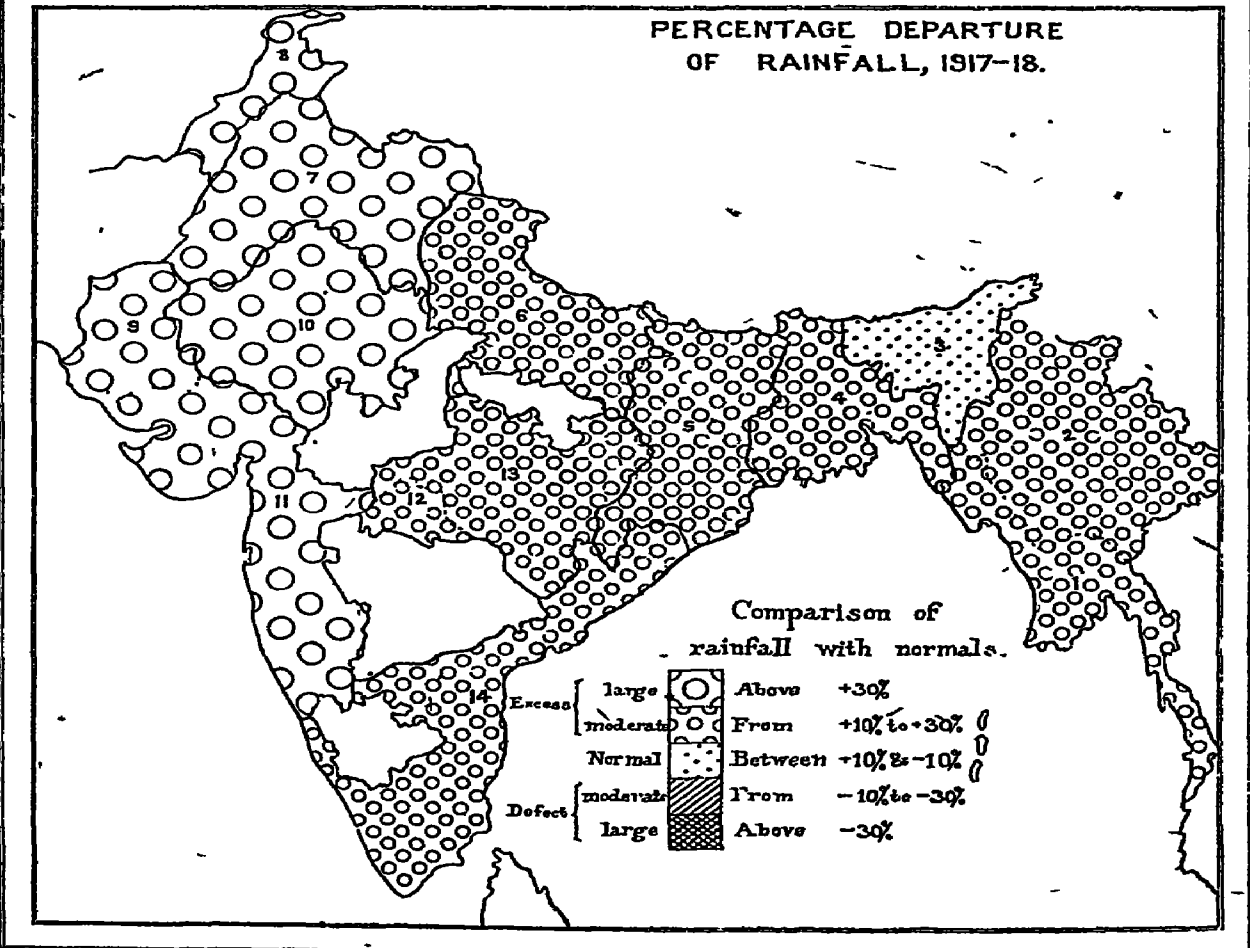 PERCENTAGE DEPARTURE
OF RAINFALL, 1917-18.
8
7
6
9
10
3
4
5
2
13
12
11
1
14
Comparison of
rainfall with normals.
Excess
large Above +30%
moderate From +10% to +30%
Normal Between +10% & -10%
Defect
moderate From -10% to -30%
large Above -30%